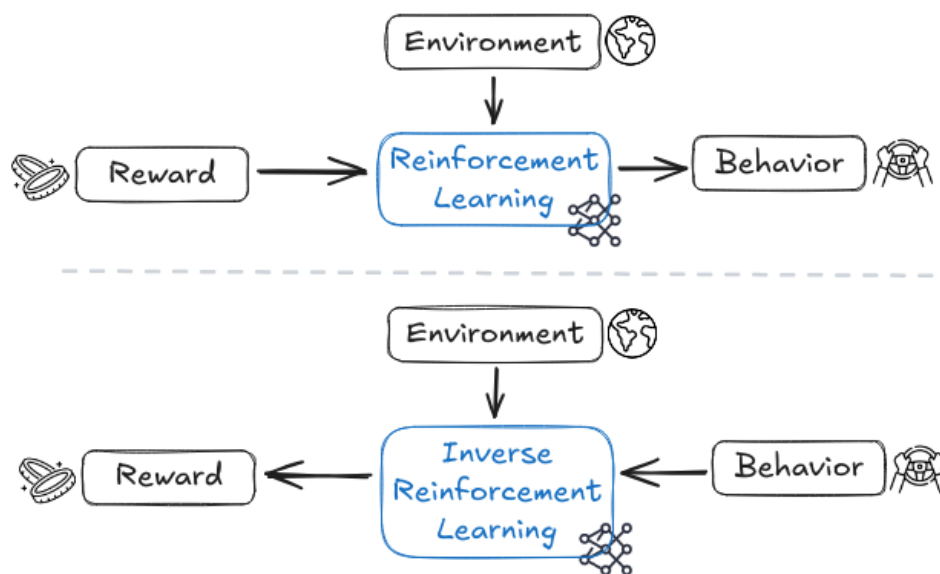 Environment
Reward
Reinforcement
Learning
Behavior
Environment
Reward
Inverse
Reinforcement
Learning
Behavior